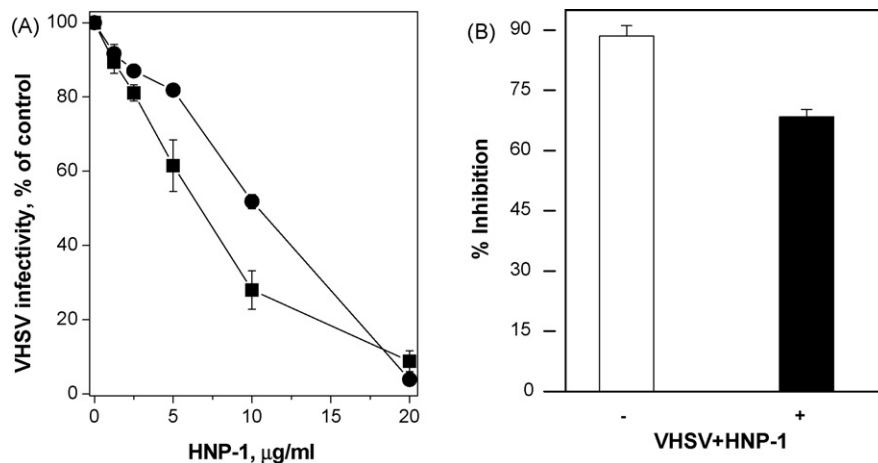 (A)
VHSV infectivity, % of control
100
80
60
40
20
0
0 5 10 15 20
HNP-1, μg/ml
(B)
% Inhibition
90
75
60
45
30
15
0
- +
VHSV+HNP-1